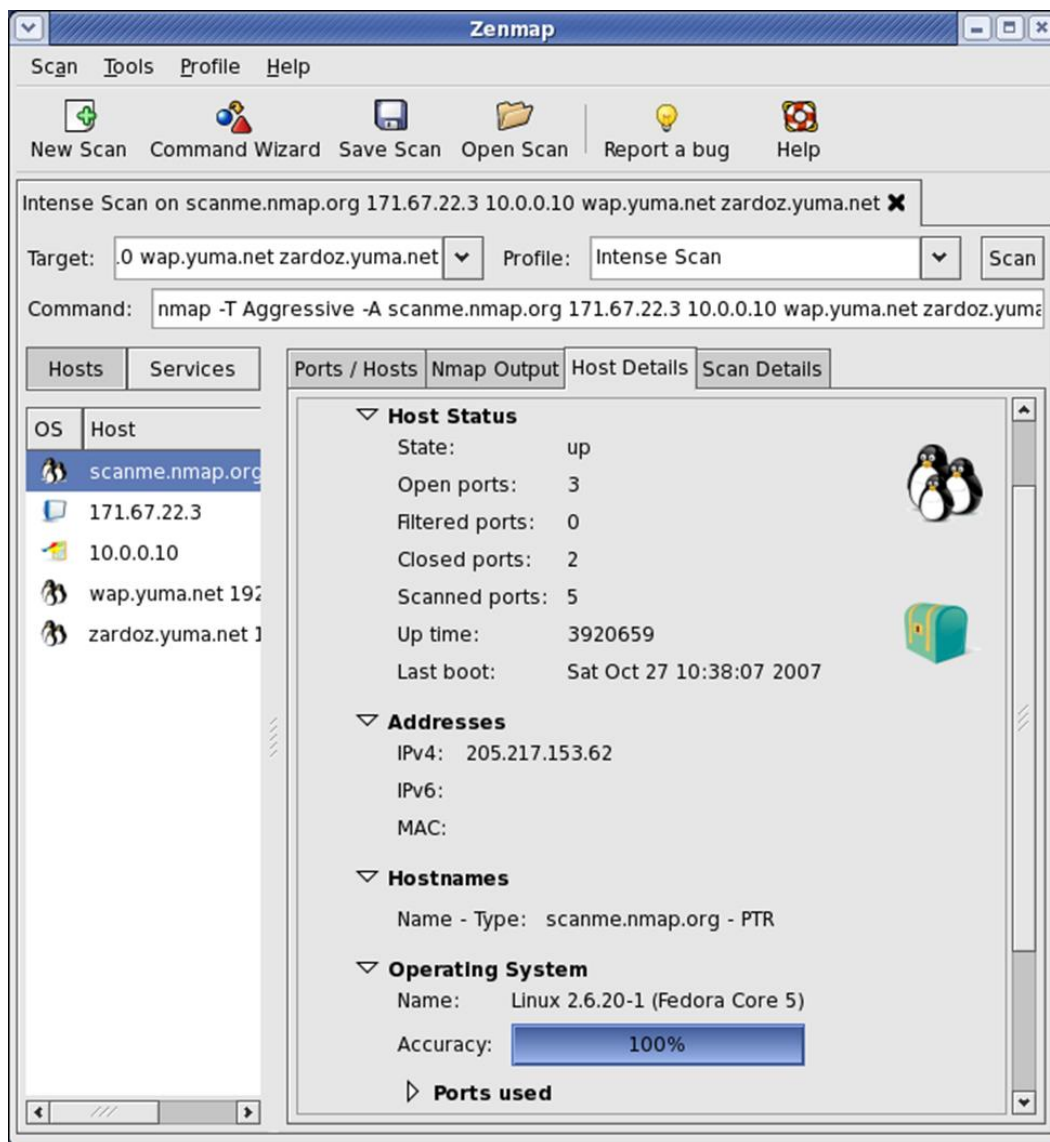 Zenmap
Scan Tools Profile Help
New Scan Command Wizard Save Scan Open Scan Report a bug Help
Intense Scan on scanme.nmap.org 171.67.22.3 10.0.0.10 wap.yuma.net zardoz.yuma.net
Target: .0 wap.yuma.net zardoz.yuma.net Profile: Intense Scan Scan
Command: nmap -T Aggressive -A scanme.nmap.org 171.67.22.3 10.0.0.10 wap.yuma.net zardoz.yuma
Hosts Services
Ports / Hosts Nmap Output Host Details Scan Details
OS Host
scanme.nmap.org
171.67.22.3
10.0.0.10
wap.yuma.net 192
zardoz.yuma.net 1
Host Status
State: up
Open ports: 3
Filtered ports: 0
Closed ports: 2
Scanned ports: 5
Up time: 3920659
Last boot: Sat Oct 27 10:38:07 2007
Addresses
IPv4: 205.217.153.62
IPv6:
MAC:
Hostnames
Name - Type: scanme.nmap.org - PTR
Operating System
Name: Linux 2.6.20-1 (Fedora Core 5)
Accuracy: 100%
Ports used